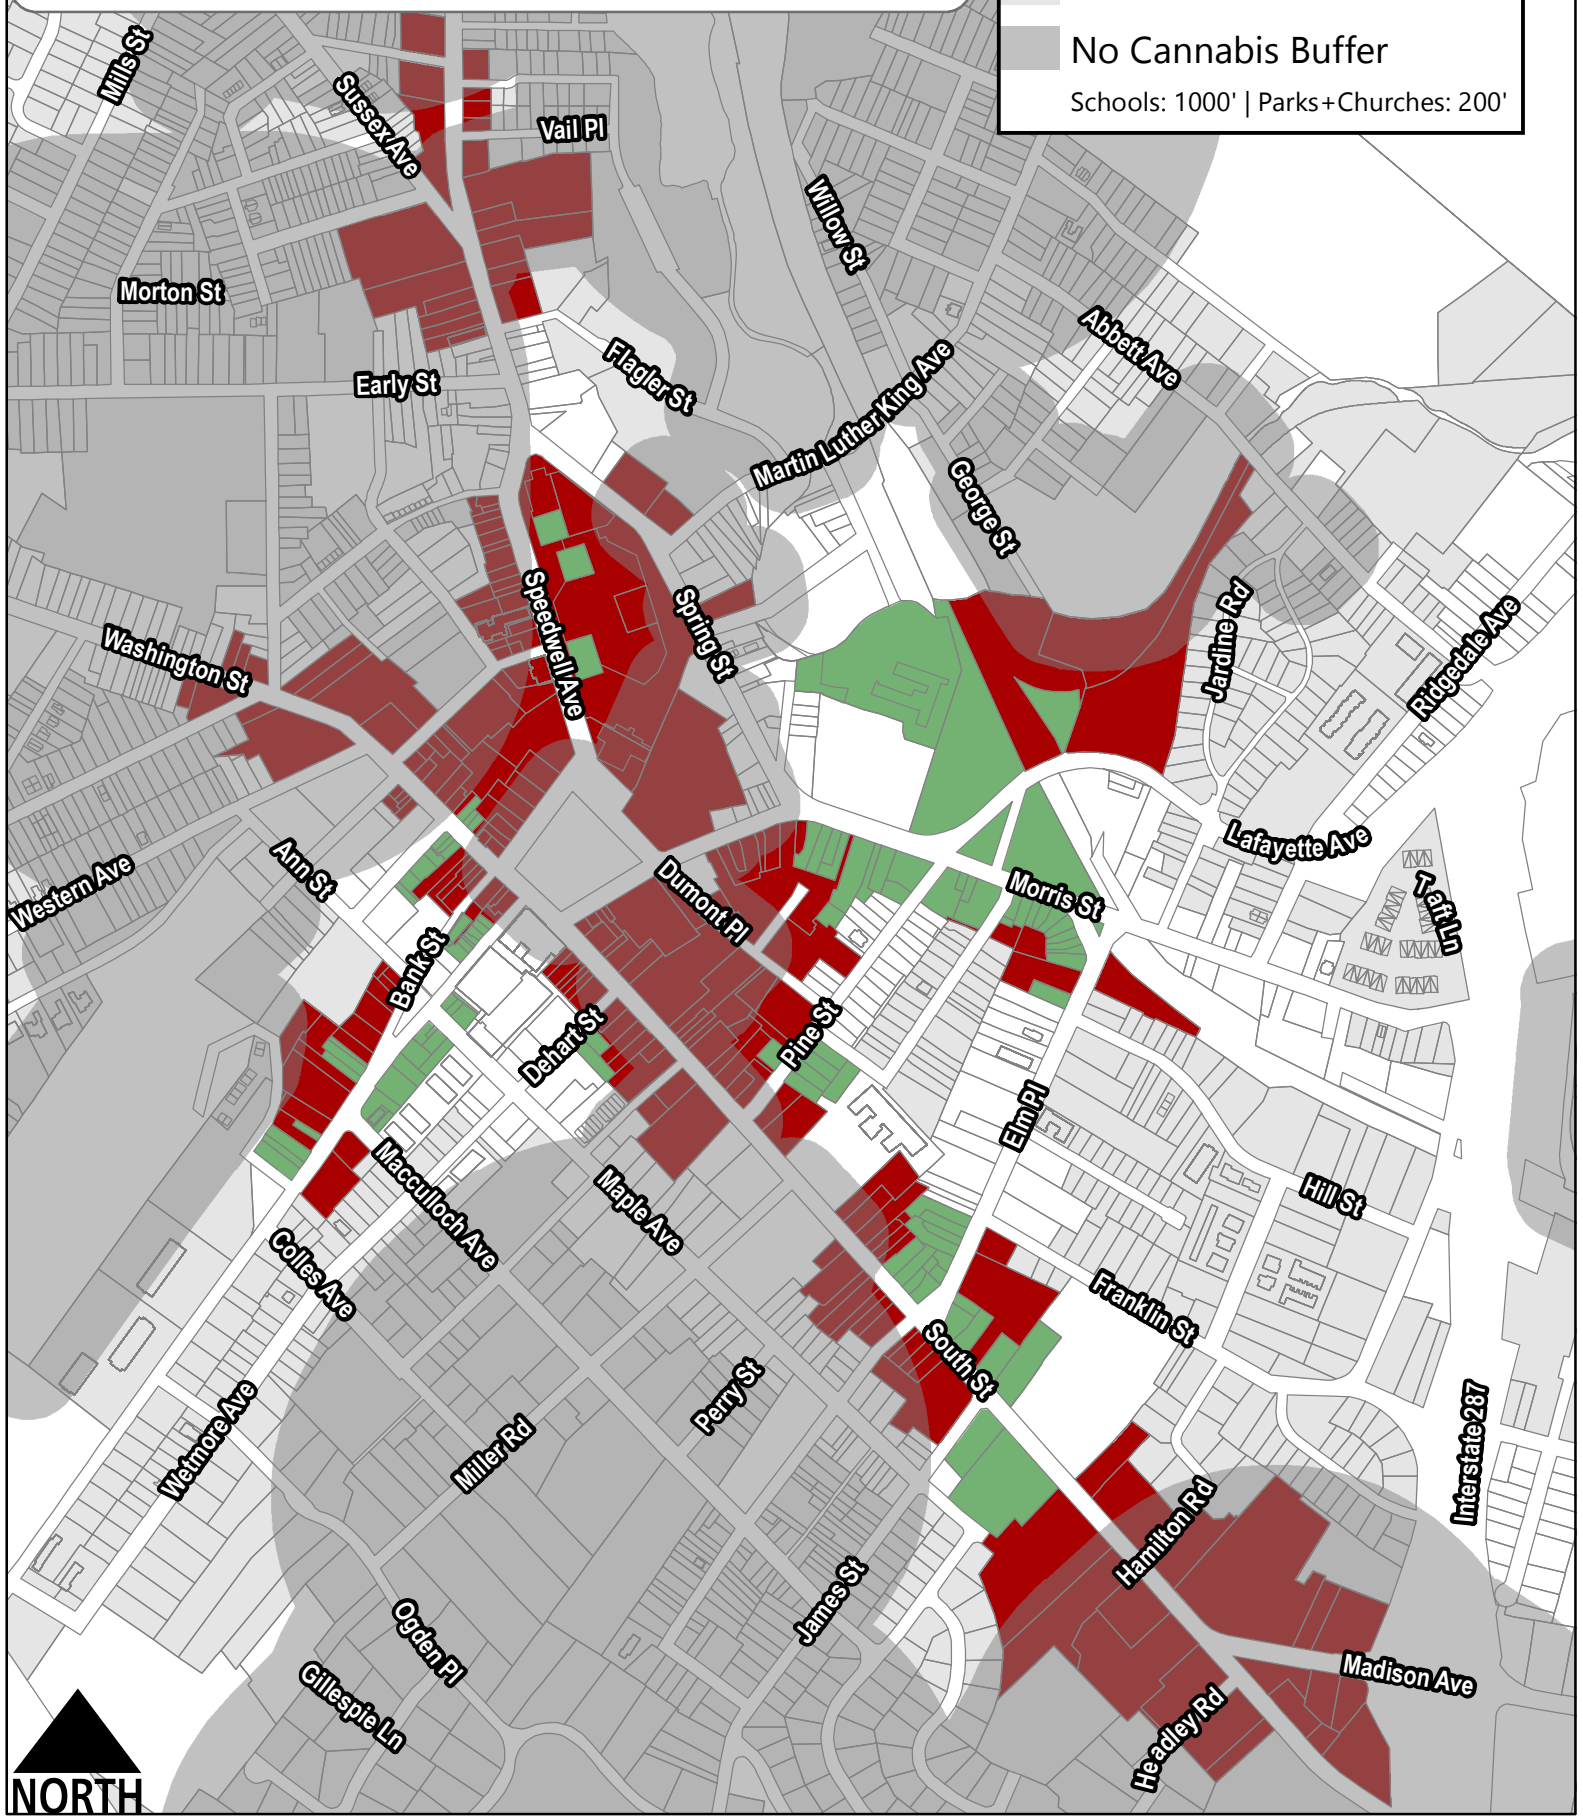 No Cannabis Buffer
Schools: 1000' | Parks+Churches: 200'
Mills St
Sussex Ave
Vail Pl
Willow St
Morton St
Abbett Ave
Flagler St
Early St
Martin Luther King Ave
George St
Speedwell Ave
Spring St
Jardine Rd
Ridgedale Ave
Washington St
Lafayette Ave
Western Ave
Ann St
Dumont Pl
Morris St
Taft Ln
Bank St
Dehart St
Pine St
Elm Pl
Macculloch Ave
Maple Ave
Hill St
Colles Ave
Franklin St
South St
Perry St
Wetmore Ave
Miller Rd
Interstate 287
Hamilton Rd
James St
Ogden Pl
Gillespie Ln
Madison Ave
Headley Rd
NORTH